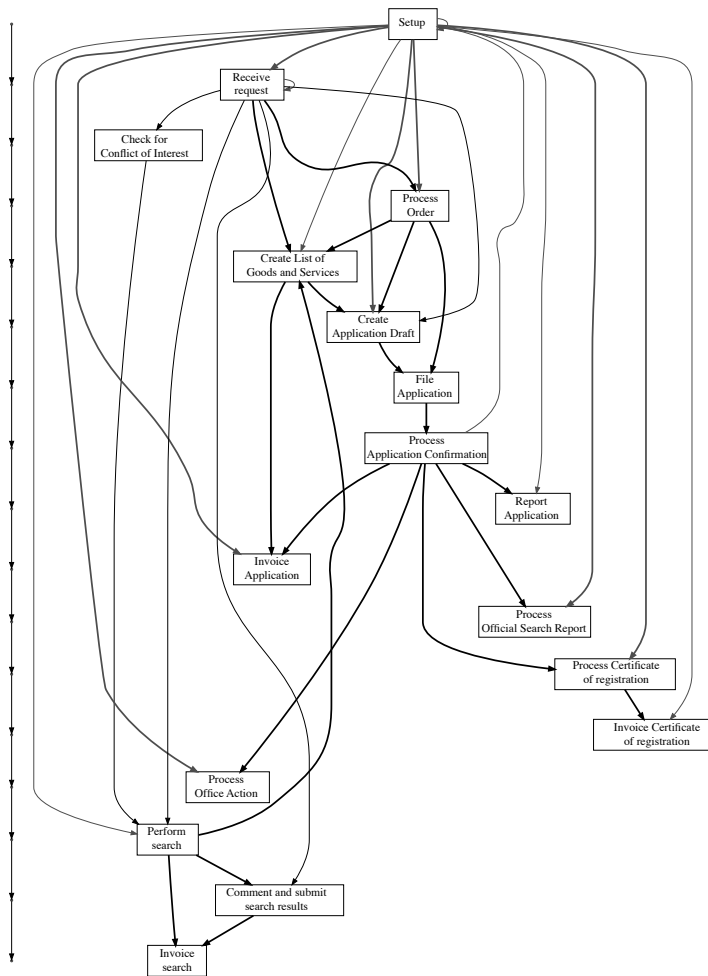 Setup
Receive
request
Check for
Conflict of Interest
Process
Order
Create List of
Goods and Services
Create
Application Draft
File
Application
Process
Application Confirmation
Report
Application
Invoice
Application
Process
Official Search Report
Process Certificate
of registration
Invoice Certificate
of registration
Process
Office Action
Perform
search
Comment and submit
search results
Invoice
search